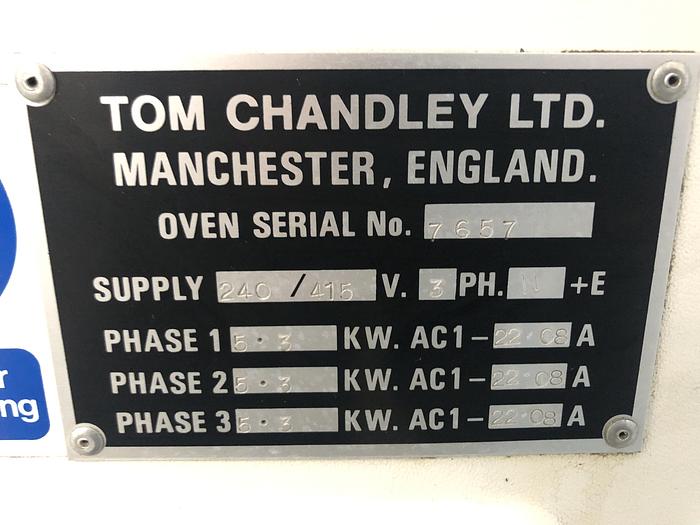 TOM CHANDLEY LTD.
MANCHESTER, ENGLAND.
OVEN SERIAL No. 7657
SUPPLY 240 / 415 V. 3 PH. N +E
PHASE 1 5·3 KW. AC1-22·08 A
PHASE 2 5·3 KW. AC1-22·08 A
PHASE 3 5·3 KW. AC1-22·08 A